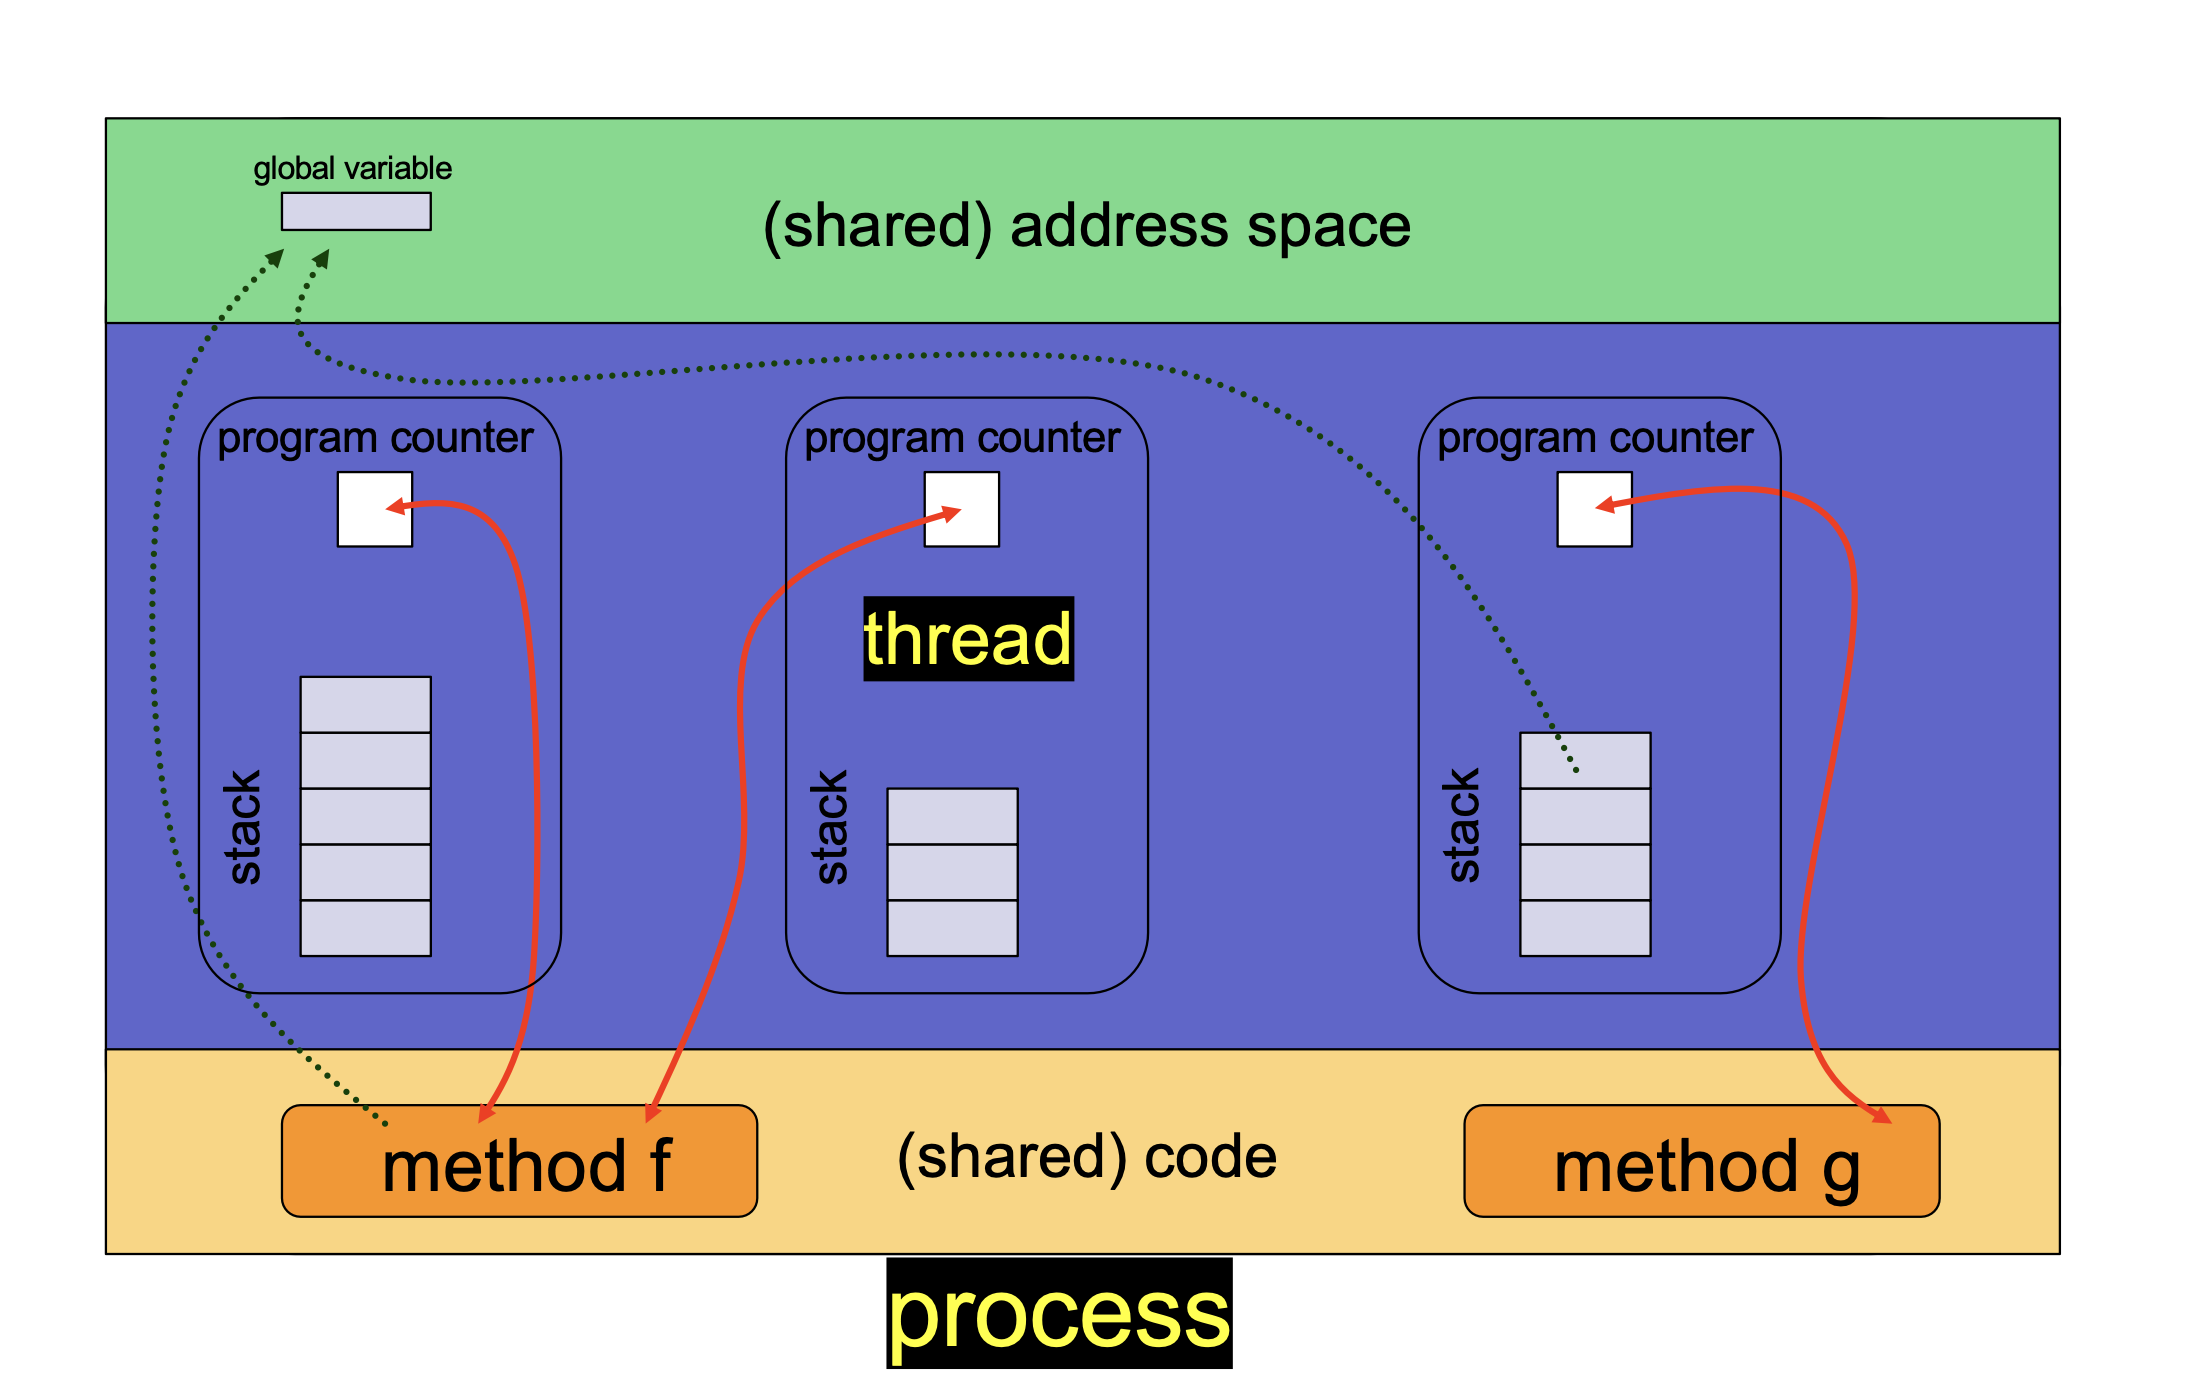 global variable
(shared) address space
program counter
program counter
program counter
thread
stack
stack
stack
method f
(shared) code
method g
process